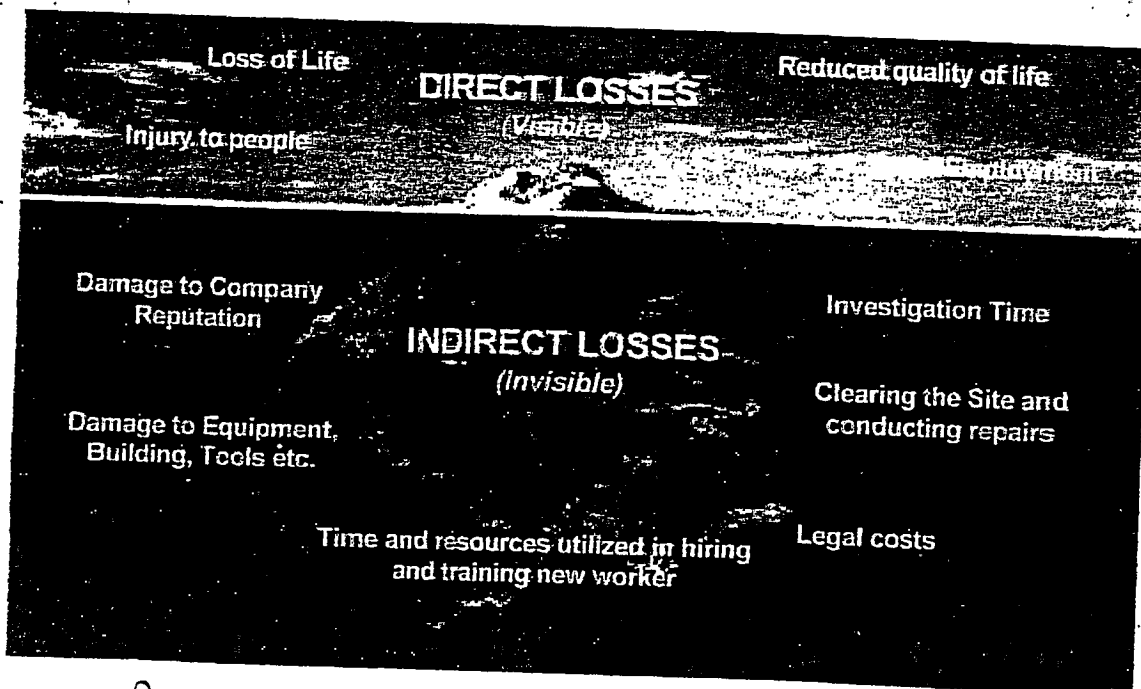 Loss of Life
DIRECT LOSSES
(Visible)
Reduced quality of life
Injury to people
Damage to Company
Reputation
INDIRECT LOSSES
(Invisible)
Investigation Time
Damage to Equipment,
Building, Tools etc.
Clearing the Site and
conducting repairs
Time and resources utilized in hiring
and training new worker
Legal costs